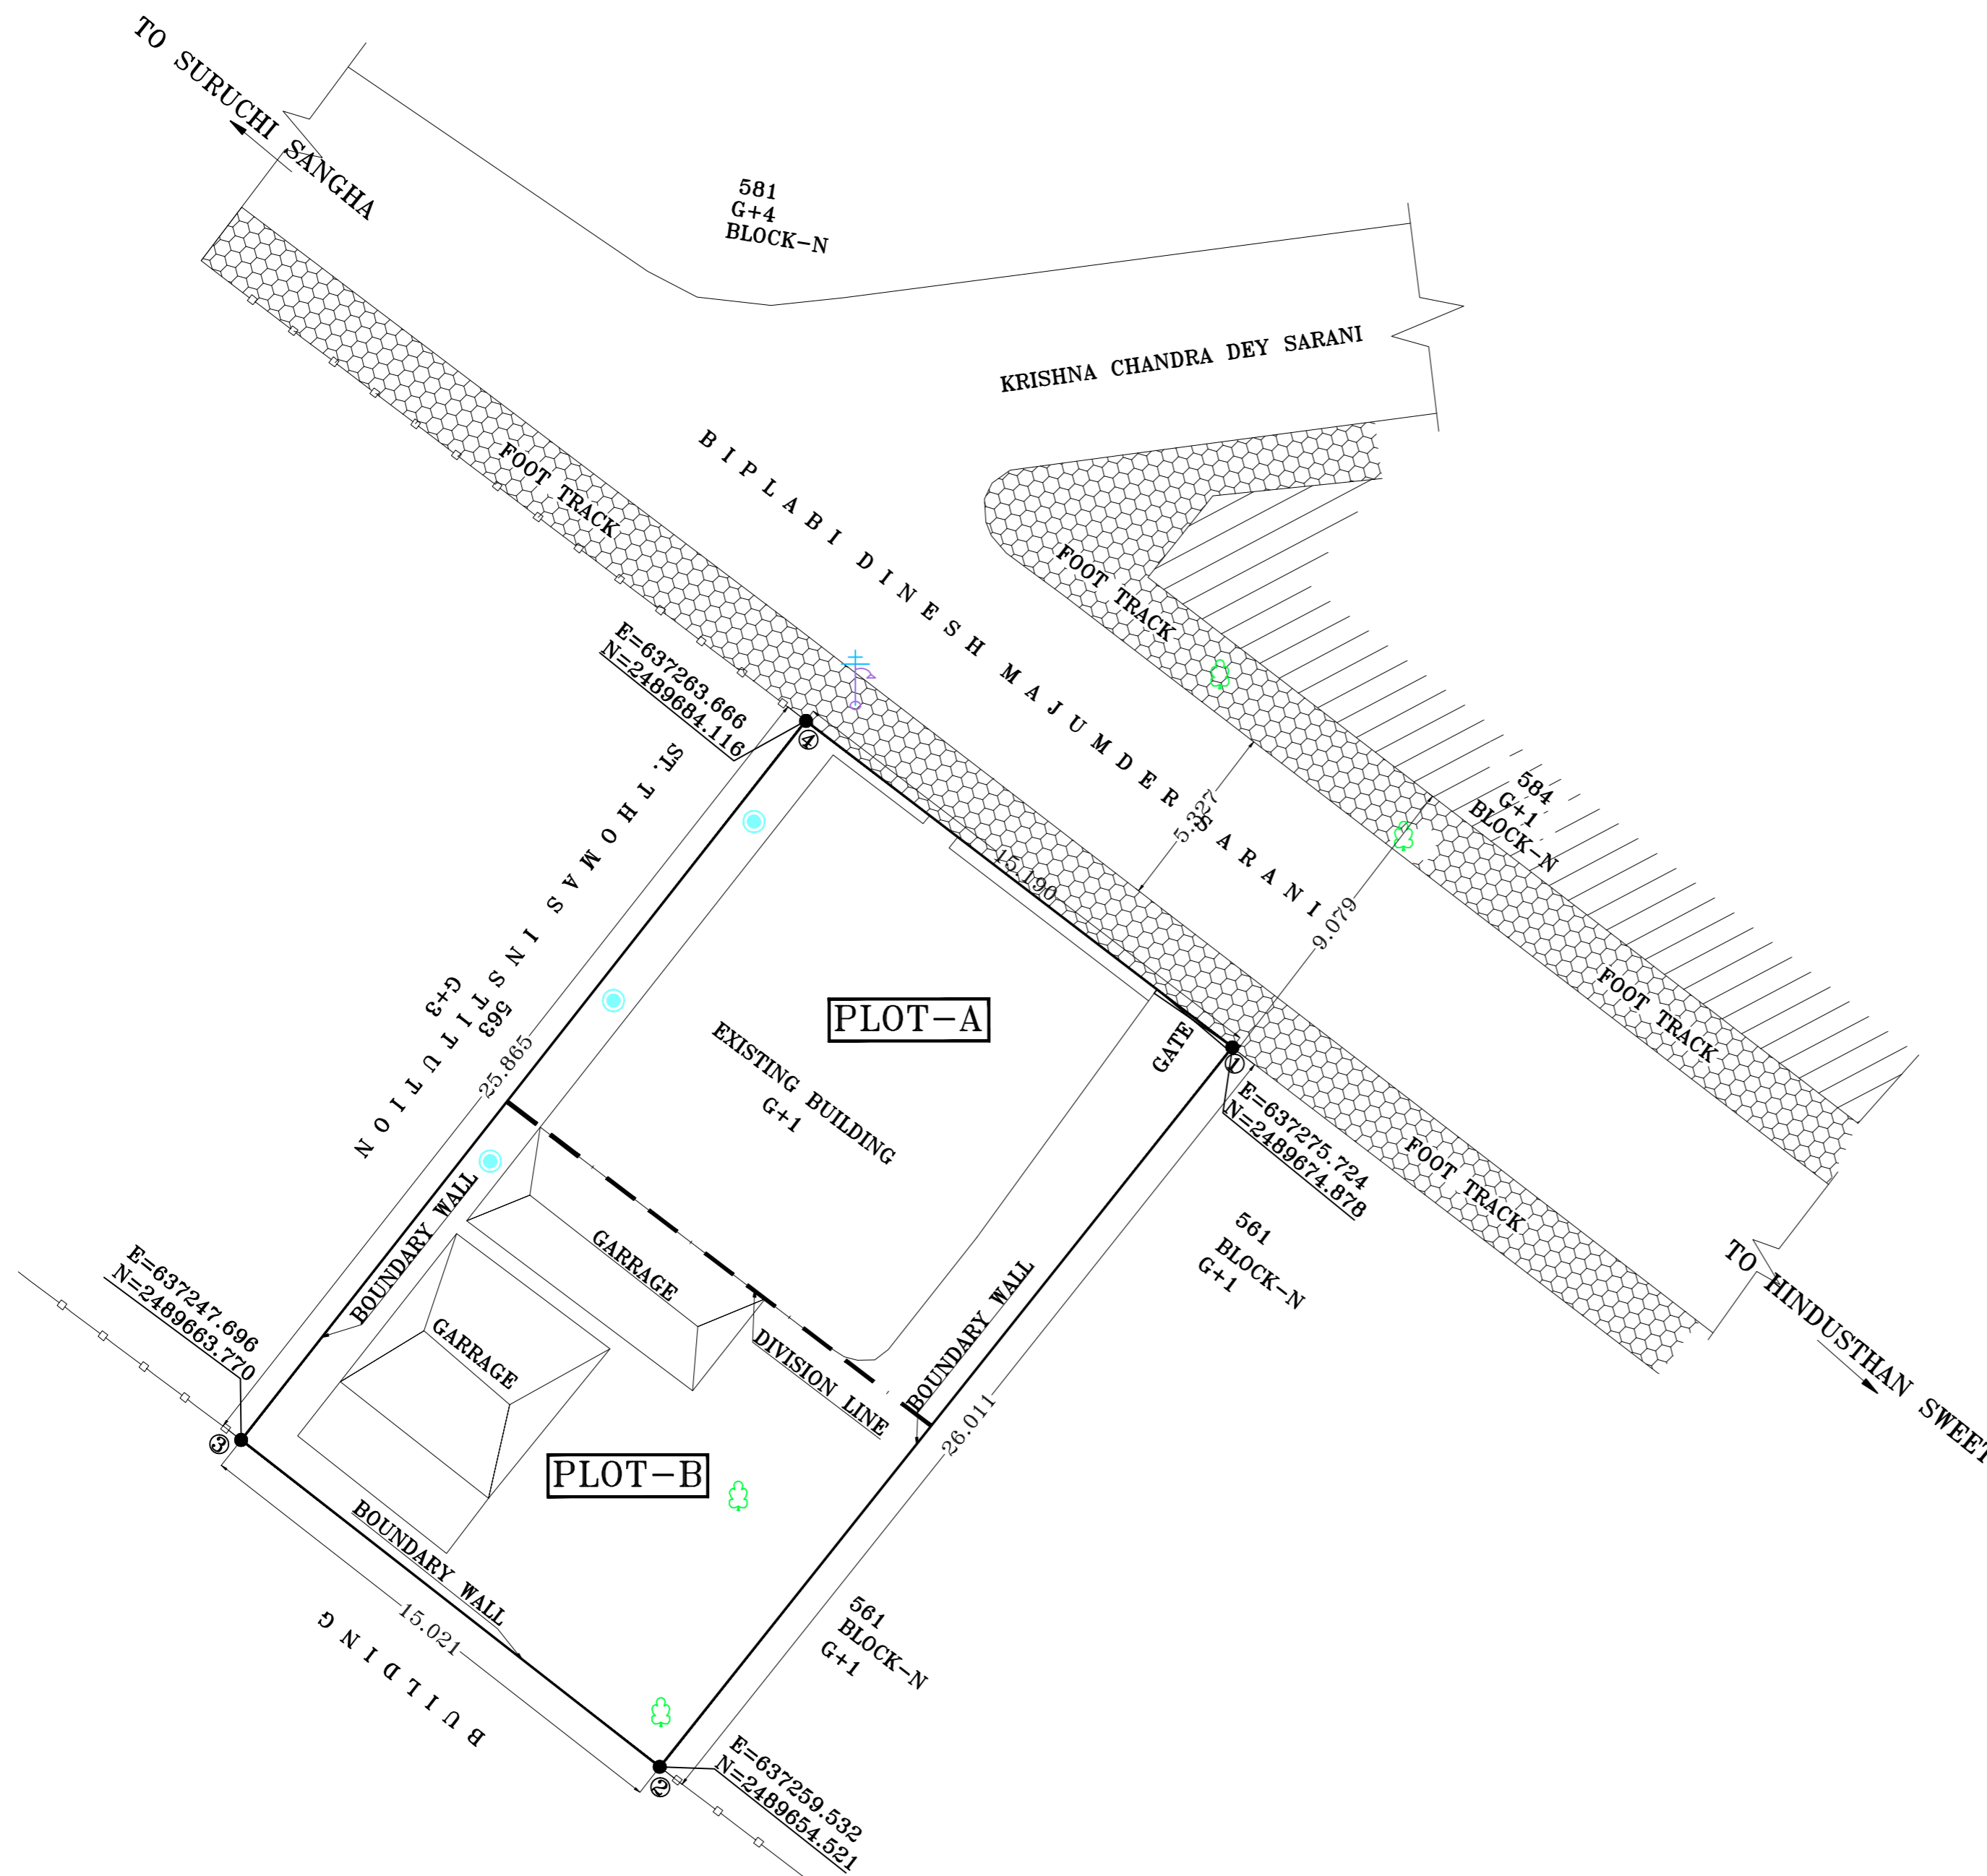 TO SURUCHI SANGHA
581
G+4
BLOCK-N
KRISHNA CHANDRA DEY SARANI
BIPLABI DINESH MAJUMDER SARANI
FOOT TRACK
FOOT TRACK
E=637263.666
N=2489684.116
4
ST. THOMAS INSTITUTION
563
G+3
5.327
9.079
584
G+1
BLOCK-N
15.190
PLOT-A
GATE
1
FOOT TRACK
EXISTING BUILDING
G+1
25.865
E=637275.724
N=2489674.878
FOOT TRACK
561
BLOCK-N
G+1
TO HINDUSTHAN SWEET
BOUNDARY WALL
GARRAGE
BOUNDARY WALL
E=637247.696
N=2489663.770
3
GARRAGE
DIVISION LINE
26.011
PLOT-B
BOUNDARY WALL
15.021
BUILDING
561
BLOCK-N
G+1
2
E=637259.532
N=2489654.521